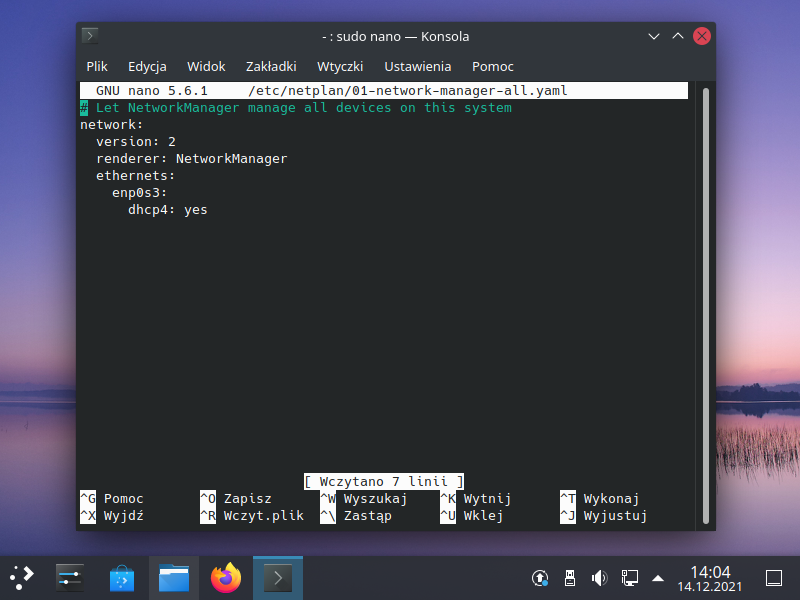 - : sudo nano — Konsola
Plik Edycja Widok Zakładki Wtyczki Ustawienia Pomoc
GNU nano 5.6.1 /etc/netplan/01-network-manager-all.yaml
# Let NetworkManager manage all devices on this system
network:
  version: 2
  renderer: NetworkManager
  ethernets:
    enp0s3:
      dhcp4: yes
[ Wczytano 7 linii ]
^G Pomoc ^O Zapisz ^W Wyszukaj ^K Wytnij ^T Wykonaj
^X Wyjdź ^R Wczyt.plik ^\ Zastąp ^U Wklej ^J Wyjustuj
14:04
14.12.2021